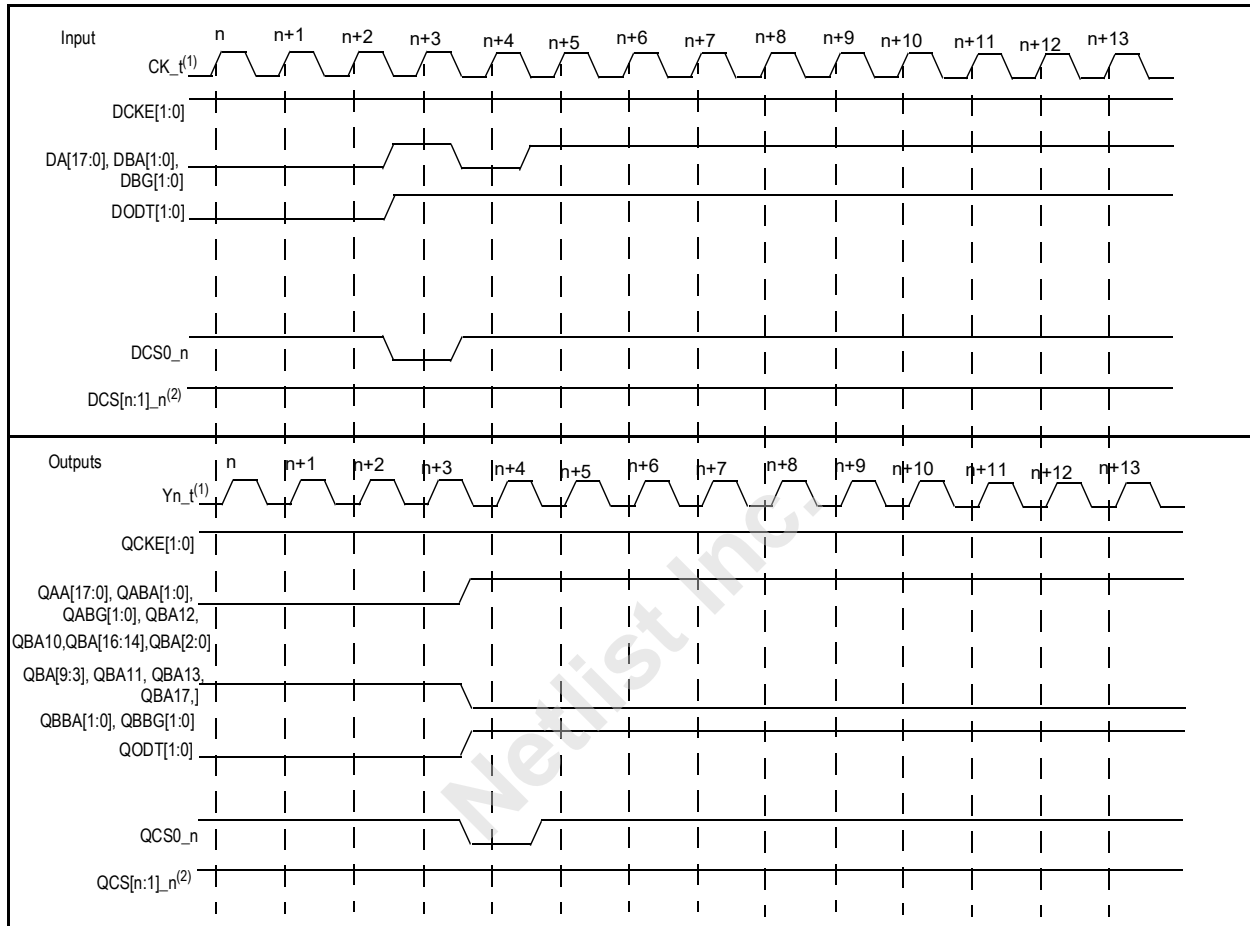 Input
n n+1 n+2 n+3 n+4 n+5 n+6 n+7 n+8 n+9 n+10 n+11 n+12 n+13
CK_t(1)
DCKE[1:0]
DA[17:0], DBA[1:0],
DBG[1:0]
DODT[1:0]
DCS0_n
DCS[n:1]_n(2)
Outputs
n n+1 n+2 n+3 n+4 n+5 n+6 n+7 n+8 n+9 n+10 n+11 n+12 n+13
Yn_t(1)
QCKE[1:0]
QAA[17:0], QABA[1:0],
QABG[1:0], QBA12,
QBA10,QBA[16:14],QBA[2:0]
QBA[9:3], QBA11, QBA13,
QBA17,]
QBBA[1:0], QBBG[1:0]
QODT[1:0]
QCS0_n
QCS[n:1]_n(2)
Netlist Inc.